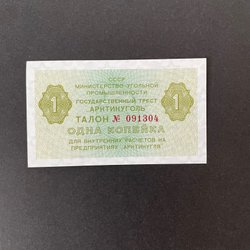 СССР
МИНИСТЕРСТВО УГОЛЬНОЙ
ПРОМЫШЛЕННОСТИ
ГОСУДАРСТВЕННЫЙ ТРЕСТ
АРКТИКУГОЛЬ
1 ТАЛОН № 091304 1
ОДНА КОПЕЙКА
ДЛЯ ВНУТРЕННИХ РАСЧЕТОВ НА
ПРЕДПРИЯТИЯХ АРКТИКУГЛЯ